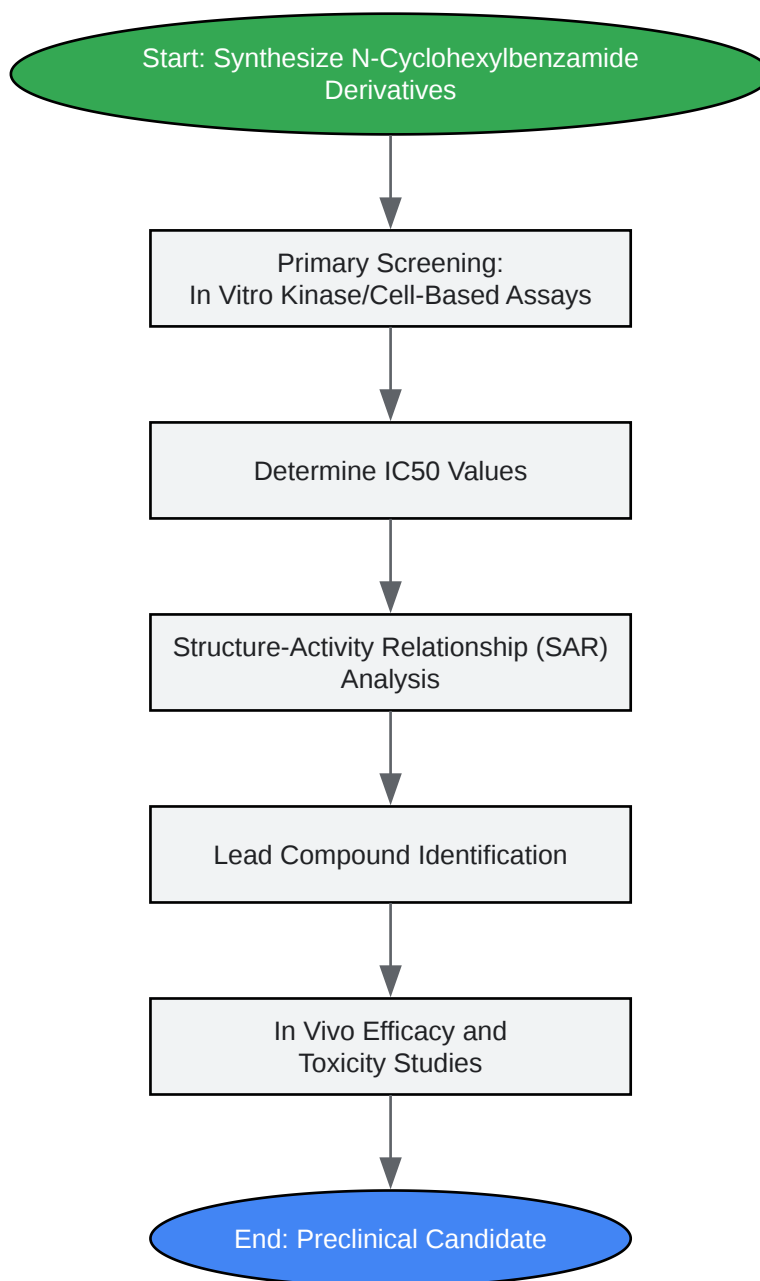 Start: Synthesize N-Cyclohexylbenzamide
Derivatives
Primary Screening:
In Vitro Kinase/Cell-Based Assays
Determine IC50 Values
Structure-Activity Relationship (SAR)
Analysis
Lead Compound Identification
In Vivo Efficacy and
Toxicity Studies
End: Preclinical Candidate